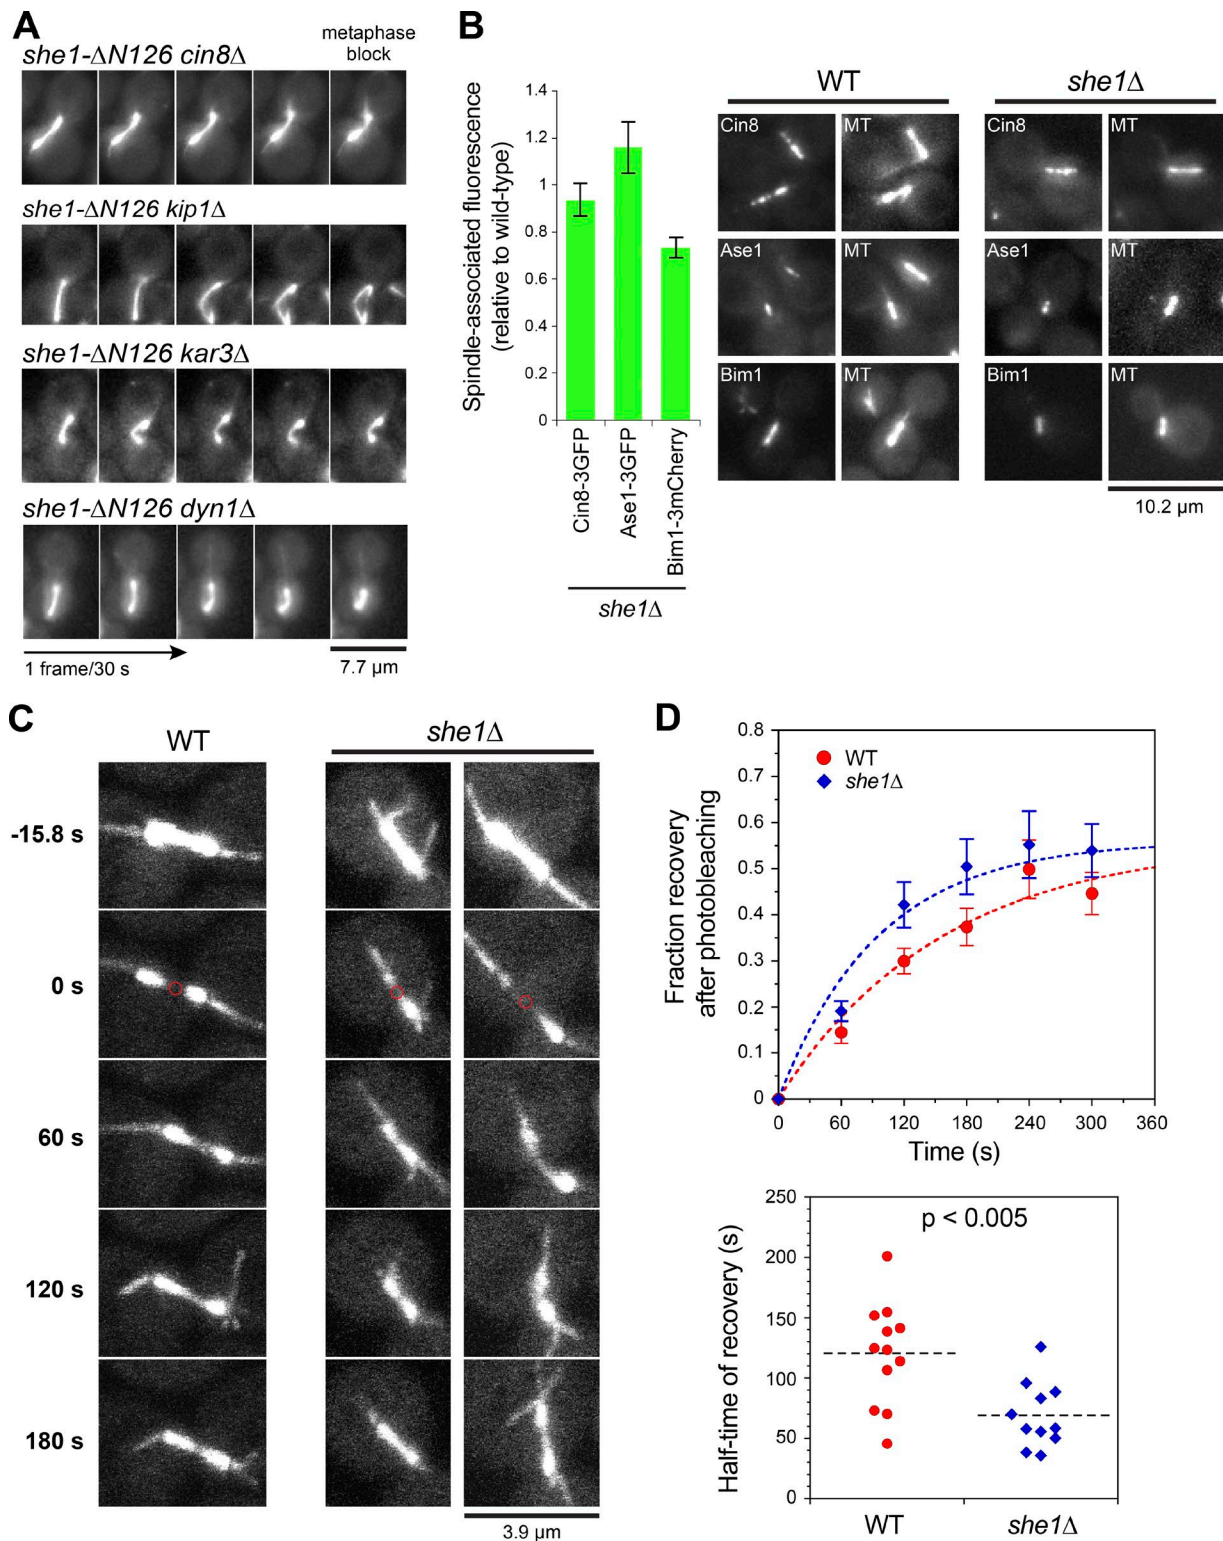 A
she1-ΔN126 cin8Δ
metaphase
block
she1-ΔN126 kip1Δ
she1-ΔN126 kar3Δ
she1-ΔN126 dyn1Δ
1 frame/30 s
7.7 µm
B
Spindle-associated fluorescence
(relative to wild-type)
1.4
1.2
1
0.8
0.6
0.4
0.2
0
Cin8-3GFP
Ase1-3GFP
Bim1-3mCherry
she1Δ
WT
she1Δ
Cin8
MT
Cin8
MT
Ase1
MT
Ase1
MT
Bim1
MT
Bim1
MT
10.2 µm
C
WT
she1Δ
-15.8 s
0 s
60 s
120 s
180 s
3.9 µm
D
Fraction recovery
after photobleaching
0.8
0.7
0.6
0.5
0.4
0.3
0.2
0.1
0
WT
she1Δ
0
60
120
180
240
300
360
Time (s)
Half-time of recovery (s)
250
200
150
100
50
0
p < 0.005
WT
she1Δ